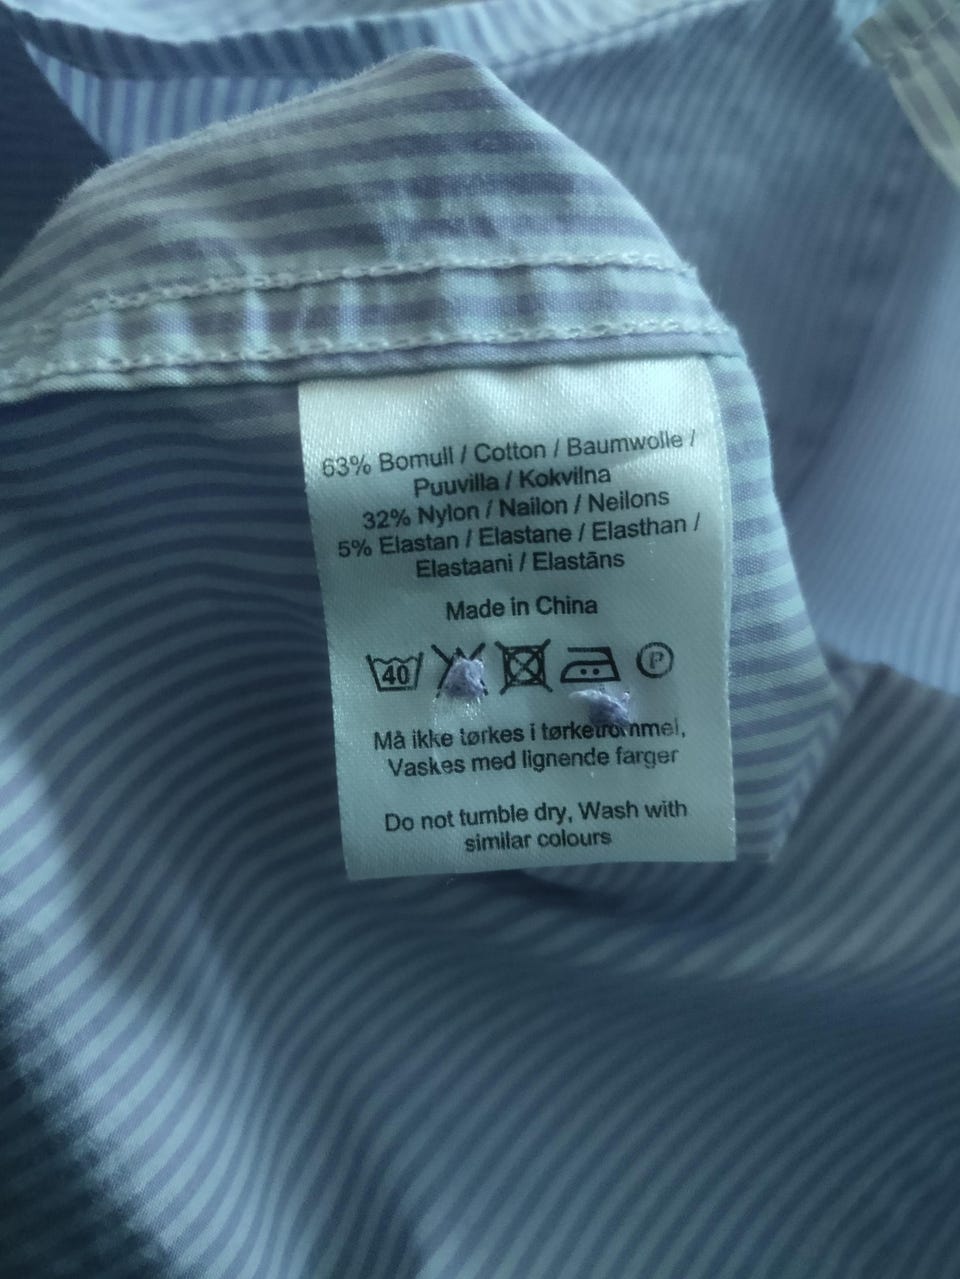 63% Bomull / Cotton / Baumwolle /
Puuvilla / Kokvilna
32% Nylon / Nailon / Neilons
5% Elastan / Elastane / Elasthan /
Elastaani / Elastāns
Made in China
40 P
Må ikke tørkes i tørketrommel,
Vaskes med lignende farger
Do not tumble dry, Wash with
similar colours